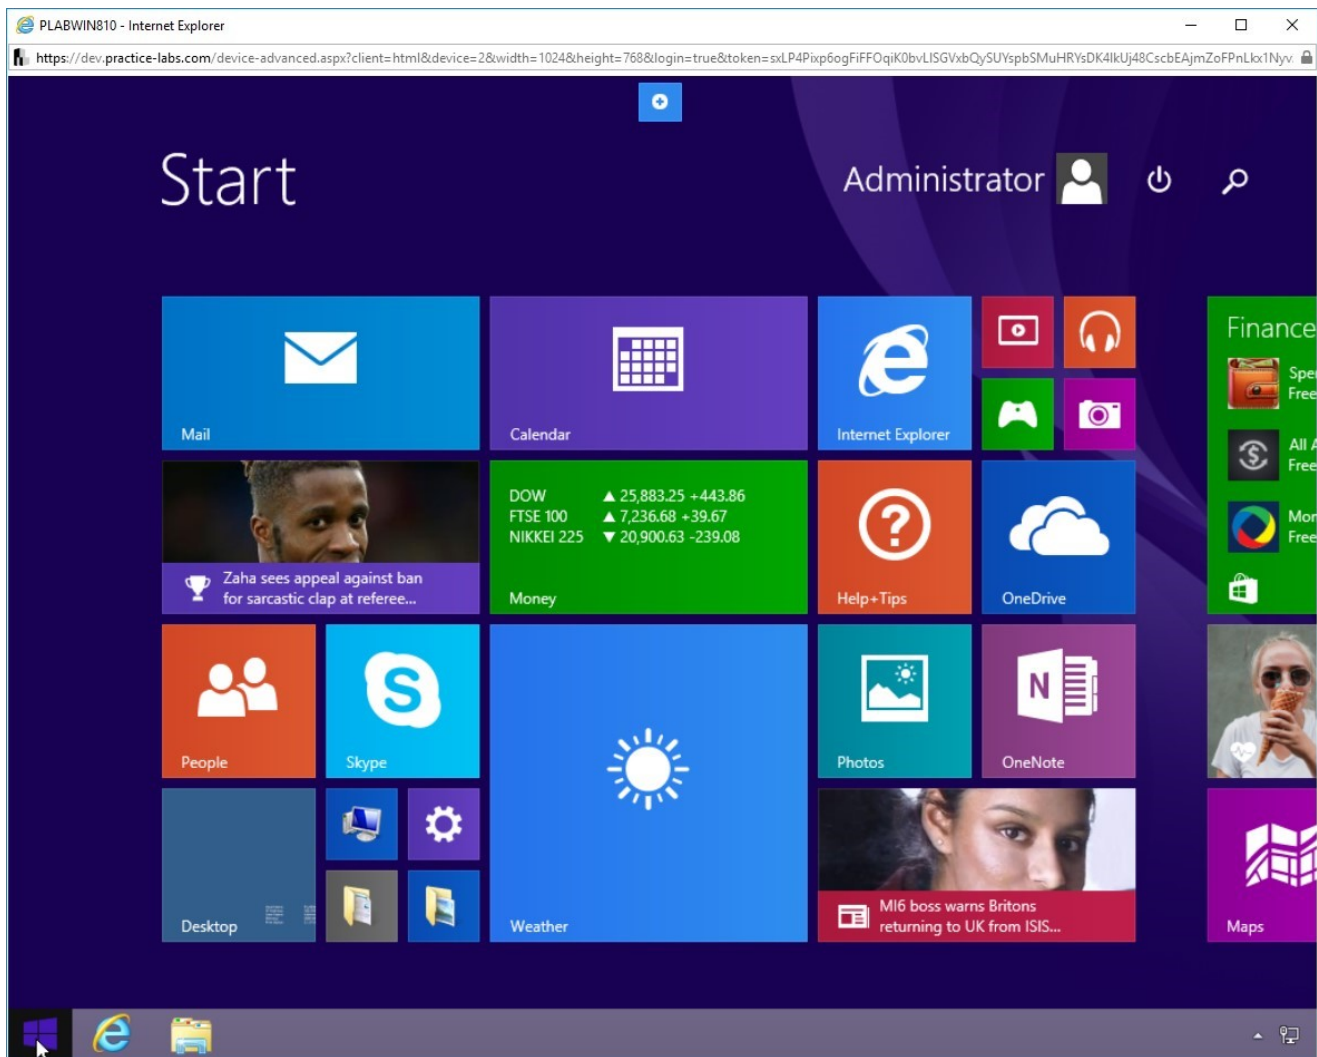 PLABWIN810 - Internet Explorer
https://dev.practice-labs.com/device-advanced.aspx?client=html&device=2&width=1024&height=768&login=true&token=
Start
Administrator
Mail
Calendar
Internet Explorer
Finance
Free
All
Free
Free
Zaha sees appeal against ban
for sarcastic clap at referee...
DOW ▲ 25,883.25 +443.86
FTSE 100 ▲ 7,236.68 +39.67
NIKKEI 225 ▼ 20,900.63 -239.08
Money
Help+Tips
OneDrive
People
Skype
Weather
Photos
OneNote
Desktop
MI6 boss warns Britons
returning to UK from ISIS...
Maps